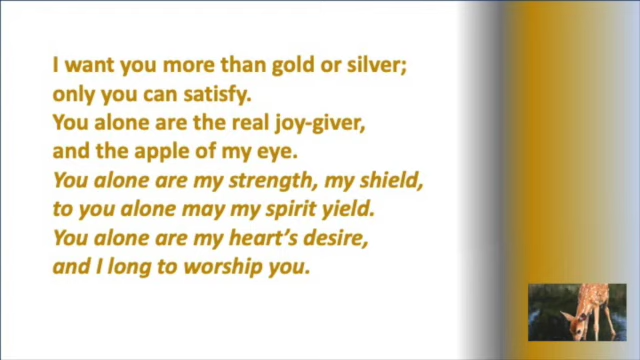 I want you more than gold or silver;
only you can satisfy.
You alone are the real joy-giver,
and the apple of my eye.
You alone are my strength, my shield,
to you alone may my spirit yield.
You alone are my heart’s desire,
and I long to worship you.